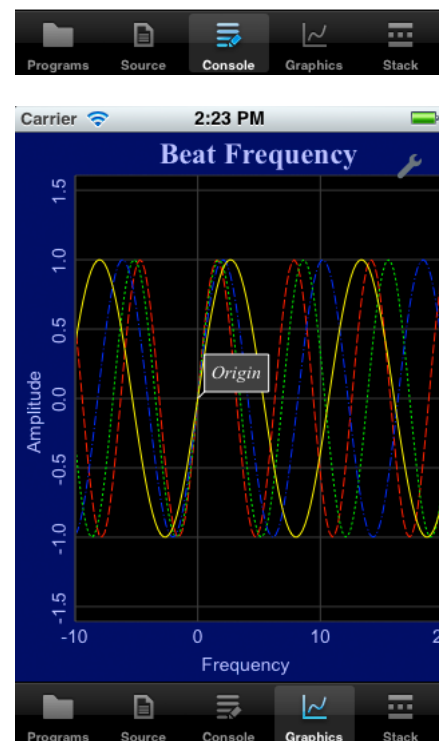 Programs Source Console Graphics Stack
Carrier 2:23 PM
Beat Frequency
1.5
1.0
0.5
Origin
Amplitude
0.0
-0.5
-1.0
-1.5
-10 0 10 2
Frequency
Programs Source Console Graphics Stack